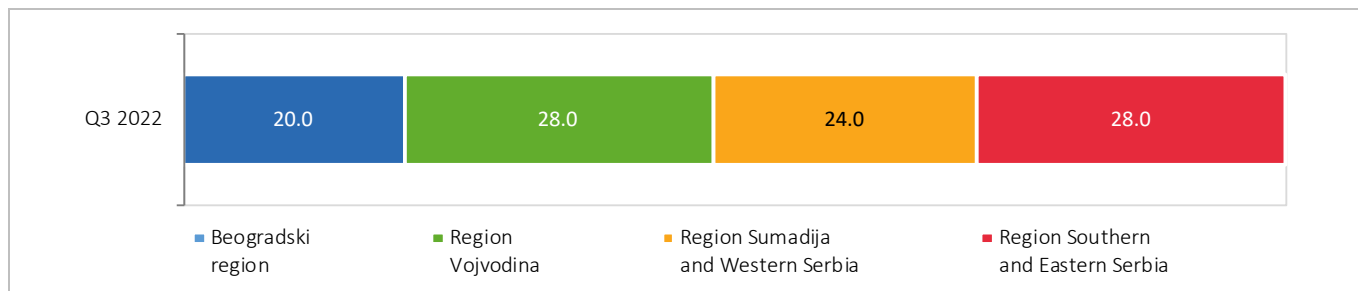 Q3 2022
20.0
28.0
24.0
28.0
Beogradski
region
Region
Vojvodina
Region Sumadija
and Western Serbia
Region Southern
and Eastern Serbia